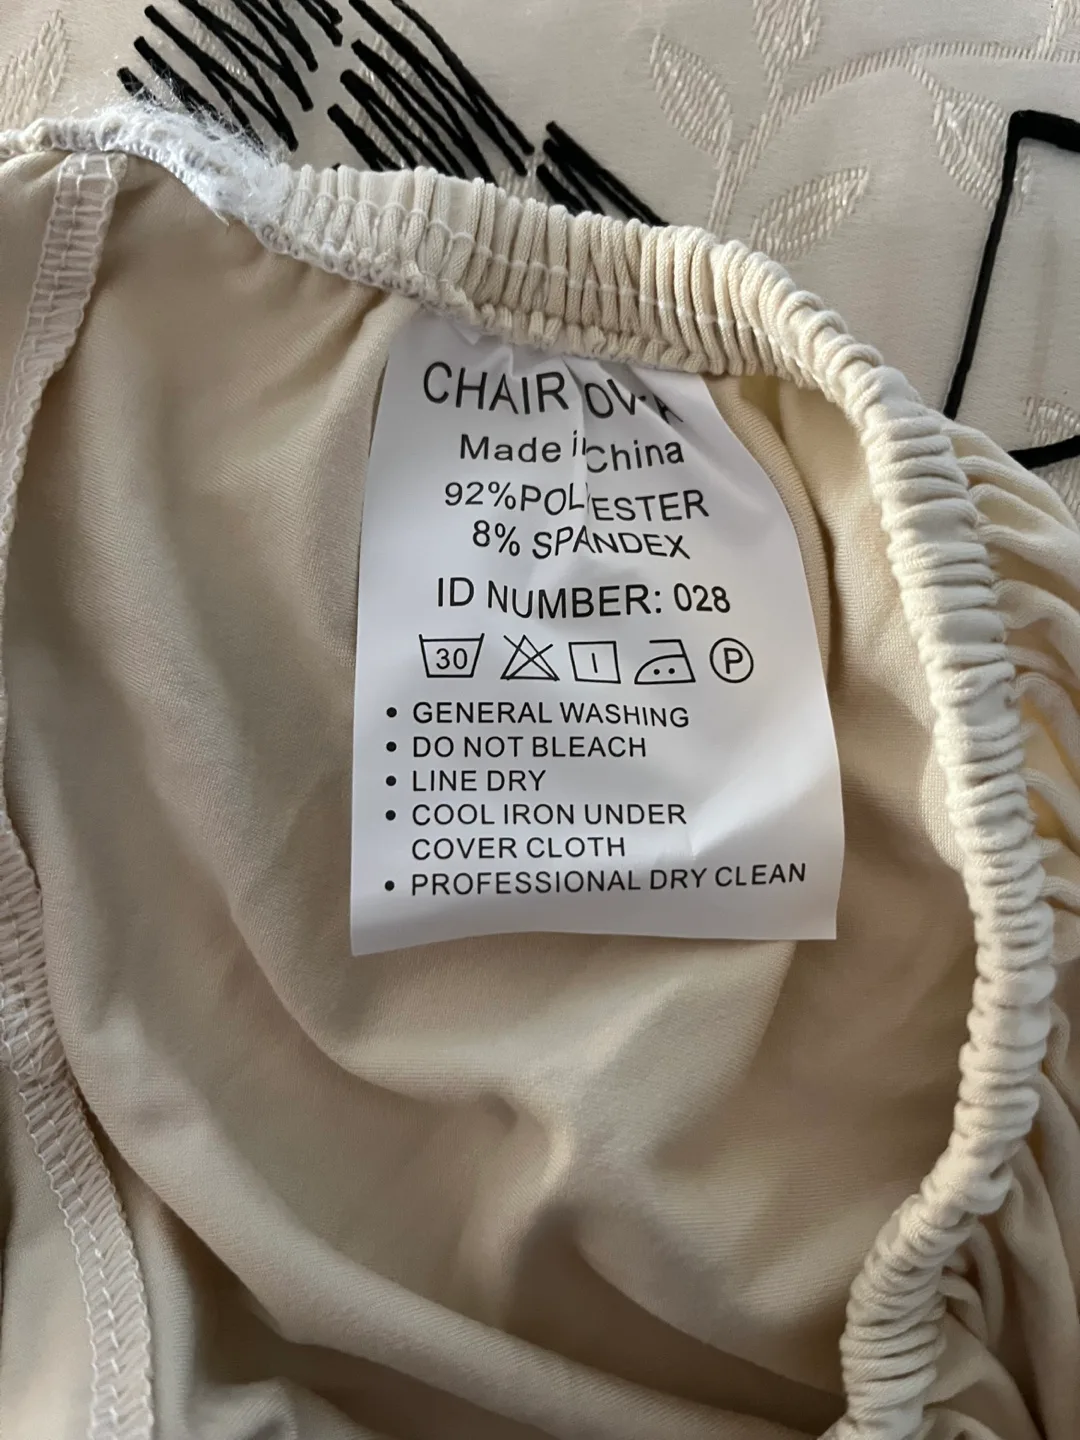 CHAIR
Made in China
92%POLYESTER
8% SPANDEX
ID NUMBER: 028
30 P
• GENERAL WASHING
• DO NOT BLEACH
• LINE DRY
• COOL IRON UNDER
COVER CLOTH
• PROFESSIONAL DRY CLEAN